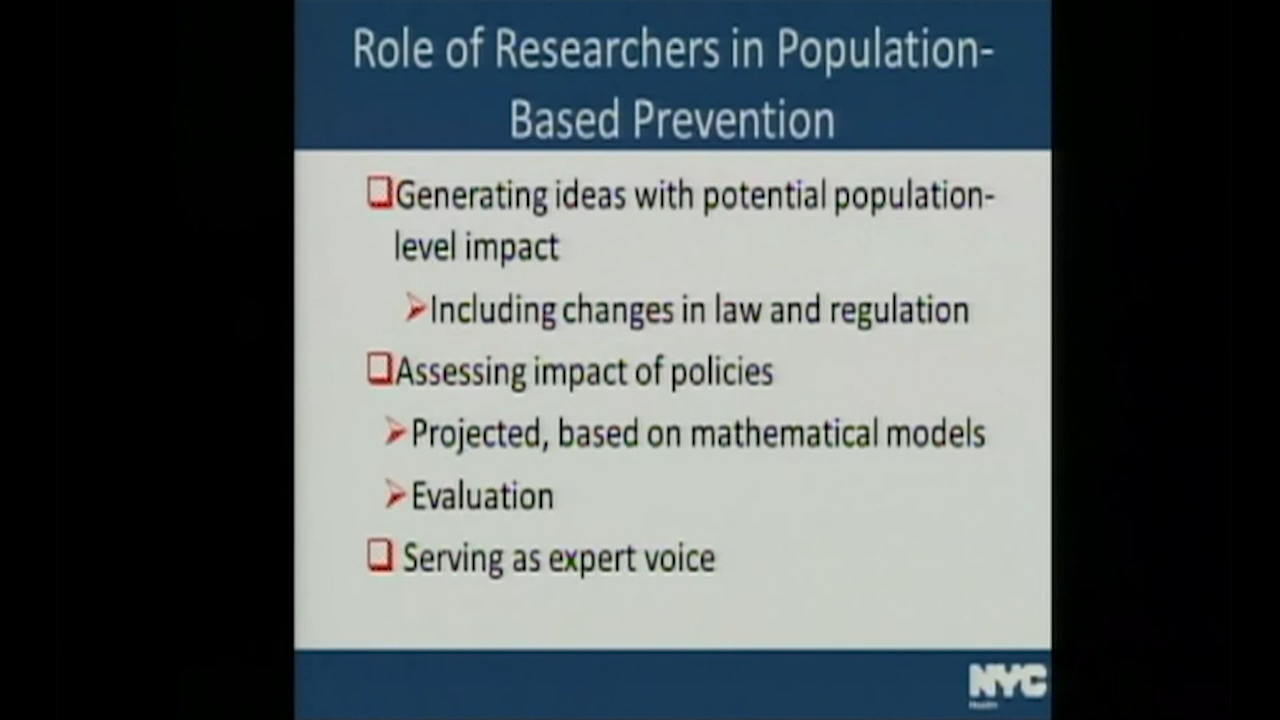 Role of Researchers in Population-
Based Prevention
Generating ideas with potential population-
level impact
Including changes in law and regulation
Assessing impact of policies
Projected, based on mathematical models
Evaluation
Serving as expert voice
NYC
Health